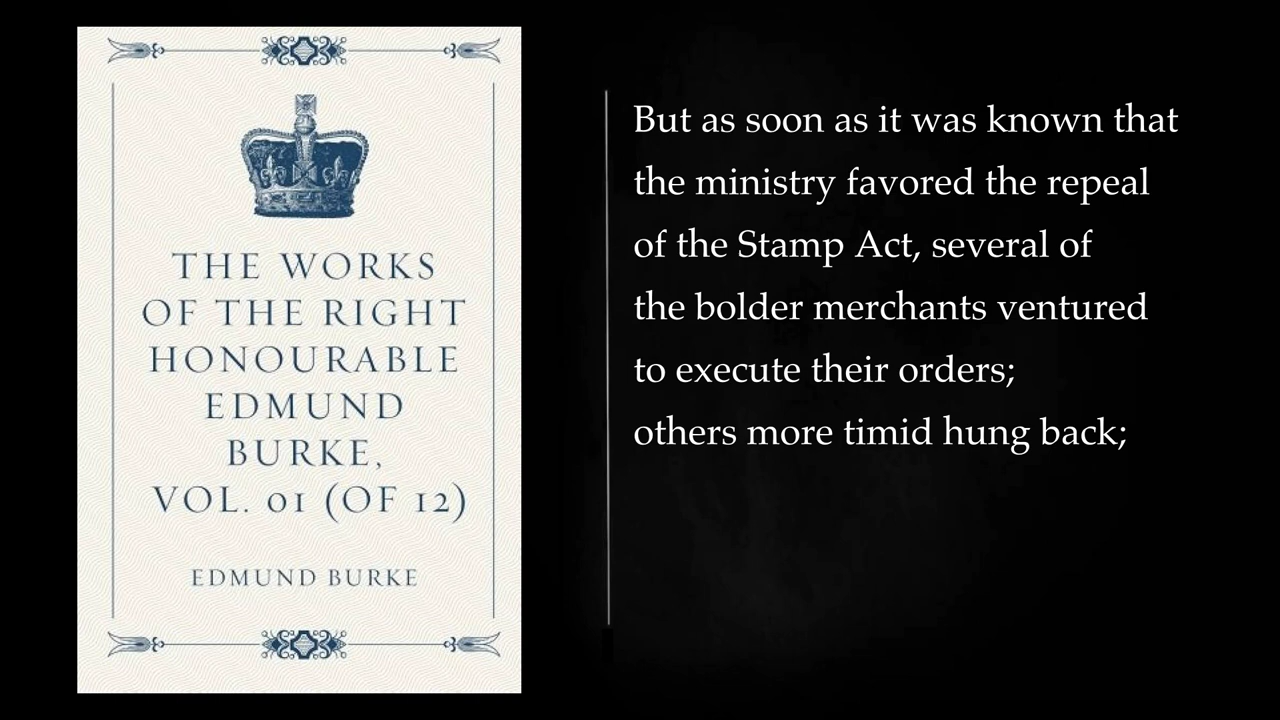 THE WORKS
OF THE RIGHT
HONOURABLE
EDMUND
BURKE,
VOL. 01 (OF 12)
EDMUND BURKE
But as soon as it was known that
the ministry favored the repeal
of the Stamp Act, several of
the bolder merchants ventured
to execute their orders;
others more timid hung back;